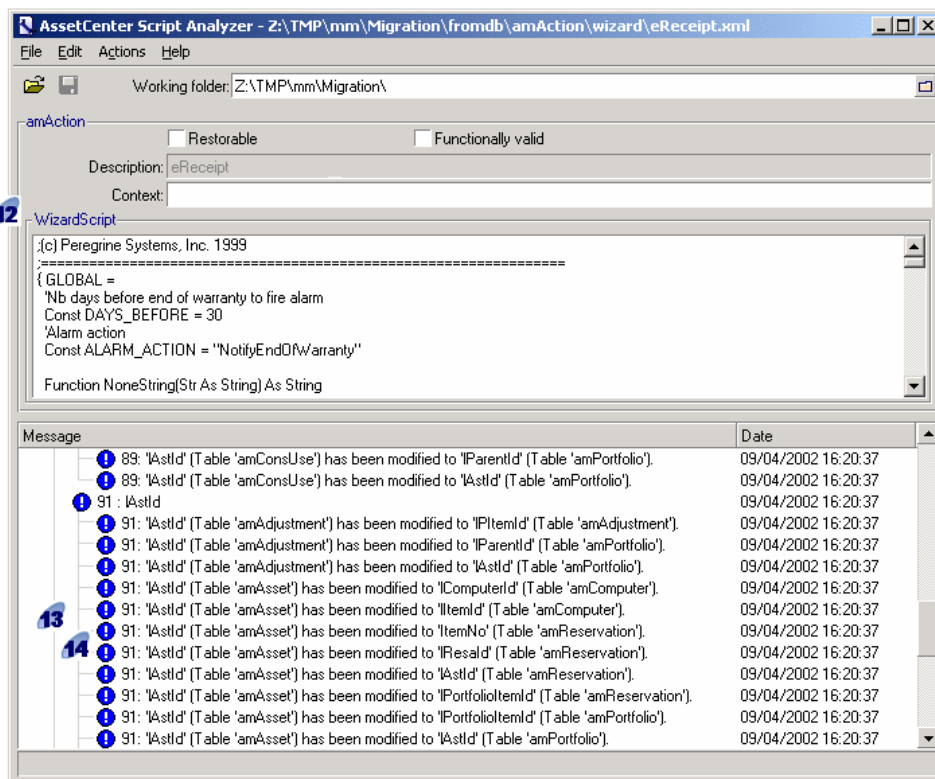 AssetCenter Script Analyzer - Z:\TMP\mm\Migration\fromdb\amAction\wizard\eReceipt.xml
File Edit Actions Help
Working folder: Z:\TMP\mm\Migration\
amAction
Restorable Functionally valid
Description: eReceipt
Context:
12
WizardScript
;(c) Peregrine Systems, Inc. 1999
;================================================================
{ GLOBAL =
'Nb days before end of warranty to fire alarm
Const DAYS_BEFORE = 30
'Alarm action
Const ALARM_ACTION = "NotifyEndOfWarranty"
Function NoneString(Str As String) As String
Message Date
89: 'lAstId' (Table 'amConsUse') has been modified to 'lParentId' (Table 'amPortfolio'). 09/04/2002 16:20:37
89: 'lAstId' (Table 'amConsUse') has been modified to 'lAstId' (Table 'amPortfolio'). 09/04/2002 16:20:37
91 : lAstId 09/04/2002 16:20:37
91: 'lAstId' (Table 'amAdjustment') has been modified to 'lPItemId' (Table 'amAdjustment'). 09/04/2002 16:20:37
91: 'lAstId' (Table 'amAdjustment') has been modified to 'lParentId' (Table 'amPortfolio'). 09/04/2002 16:20:37
91: 'lAstId' (Table 'amAdjustment') has been modified to 'lAstId' (Table 'amPortfolio'). 09/04/2002 16:20:37
91: 'lAstId' (Table 'amAsset') has been modified to 'lComputerId' (Table 'amComputer'). 09/04/2002 16:20:37
13
91: 'lAstId' (Table 'amAsset') has been modified to 'lItemId' (Table 'amComputer'). 09/04/2002 16:20:37
91: 'lAstId' (Table 'amAsset') has been modified to 'ItemNo' (Table 'amReservation'). 09/04/2002 16:20:37
14
91: 'lAstId' (Table 'amAsset') has been modified to 'lResaId' (Table 'amReservation'). 09/04/2002 16:20:37
91: 'lAstId' (Table 'amAsset') has been modified to 'lAstId' (Table 'amReservation'). 09/04/2002 16:20:37
91: 'lAstId' (Table 'amAsset') has been modified to 'lPortfolioItemId' (Table 'amReservation'). 09/04/2002 16:20:37
91: 'lAstId' (Table 'amAsset') has been modified to 'lPortfolioItemId' (Table 'amPortfolio'). 09/04/2002 16:20:37
91: 'lAstId' (Table 'amAsset') has been modified to 'lAstId' (Table 'amPortfolio'). 09/04/2002 16:20:37